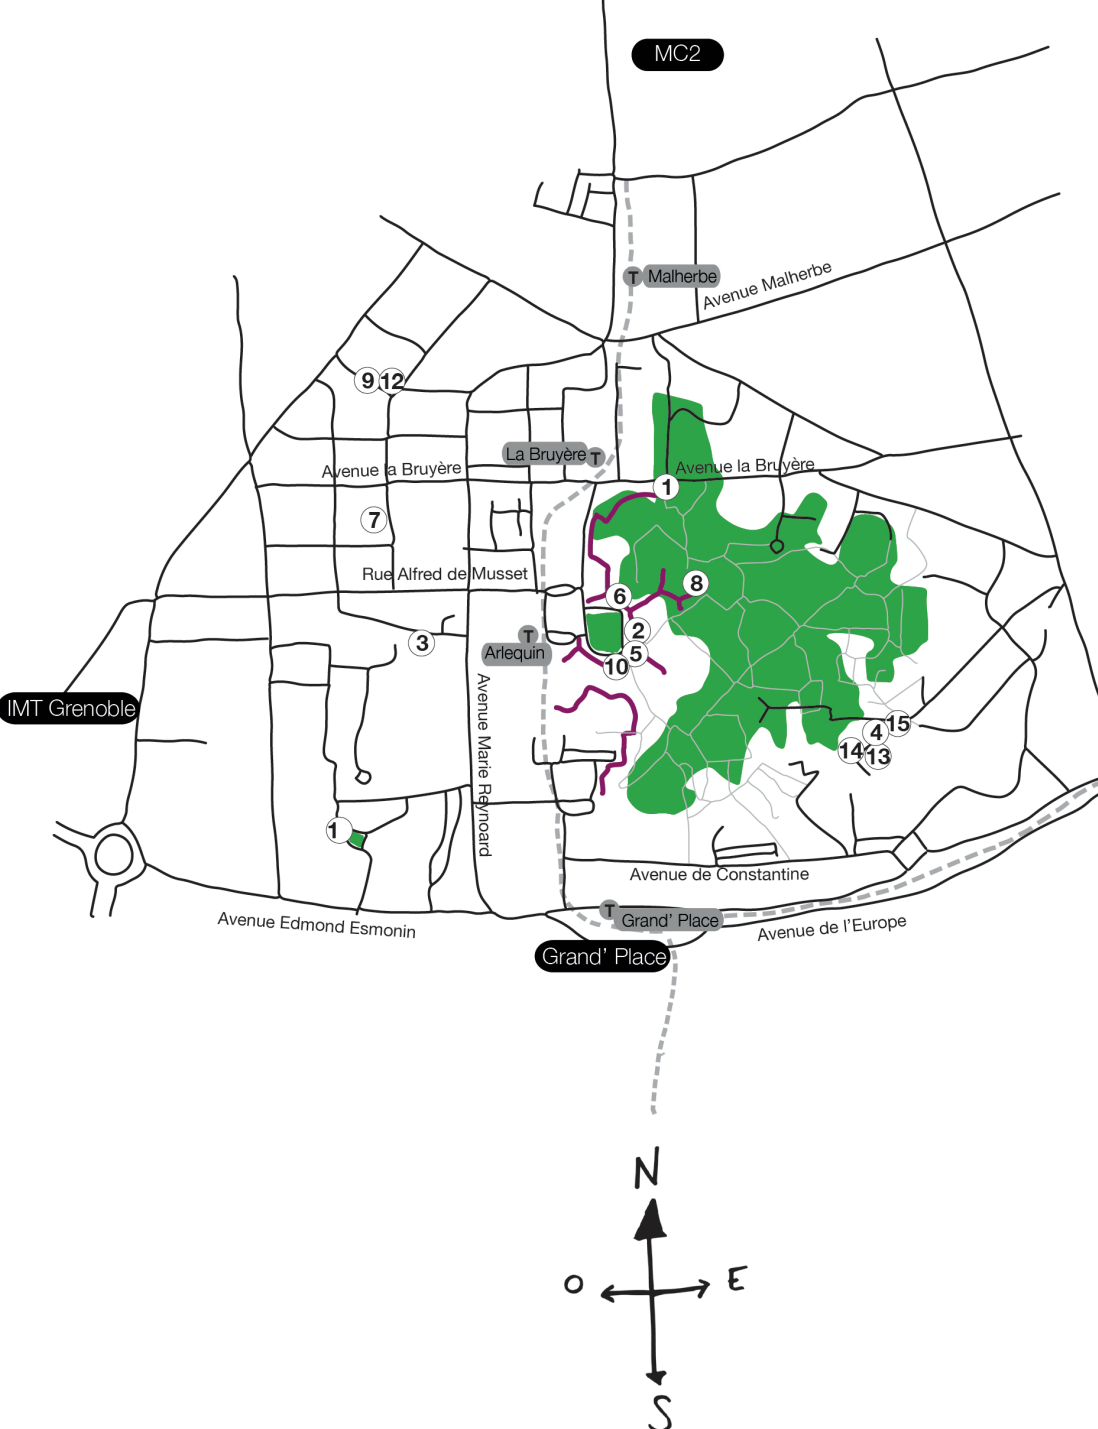 MC2
T Malherbe
Avenue Malherbe
9 12
La Bruyère T
Avenue la Bruyère
Avenue la Bruyère
1
7
Rue Alfred de Musset
8
6
2
3
T
Arlequin
5
10
IMT Grenoble
Avenue Marie Reynoard
15
4
14 13
1
Avenue de Constantine
T
Grand' Place
Avenue Edmond Esmonin
Avenue de l'Europe
Grand' Place
N
O E
S